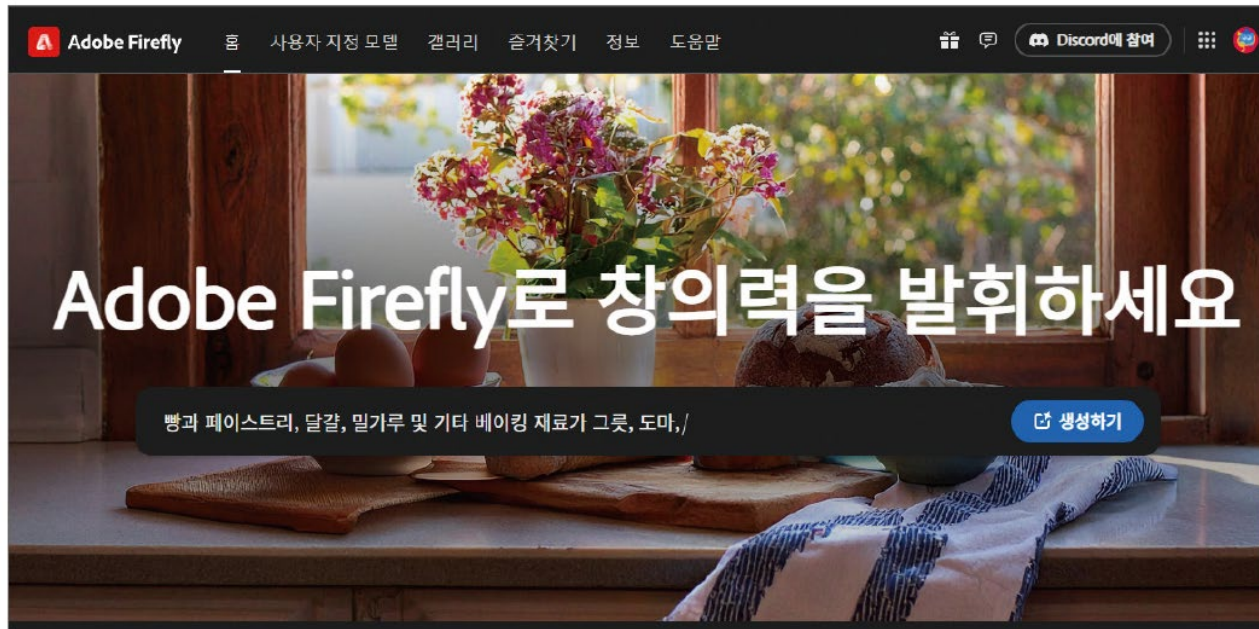 Adobe Firefly 홈 사용자 지정 모델 갤러리 즐겨찾기 정보 도움말 Discord에 참여
Adobe Firefly로 창의력을 발휘하세요
빵과 페이스트리, 달걀, 밀가루 및 기타 베이킹 재료가 그릇, 도마,/ 생성하기